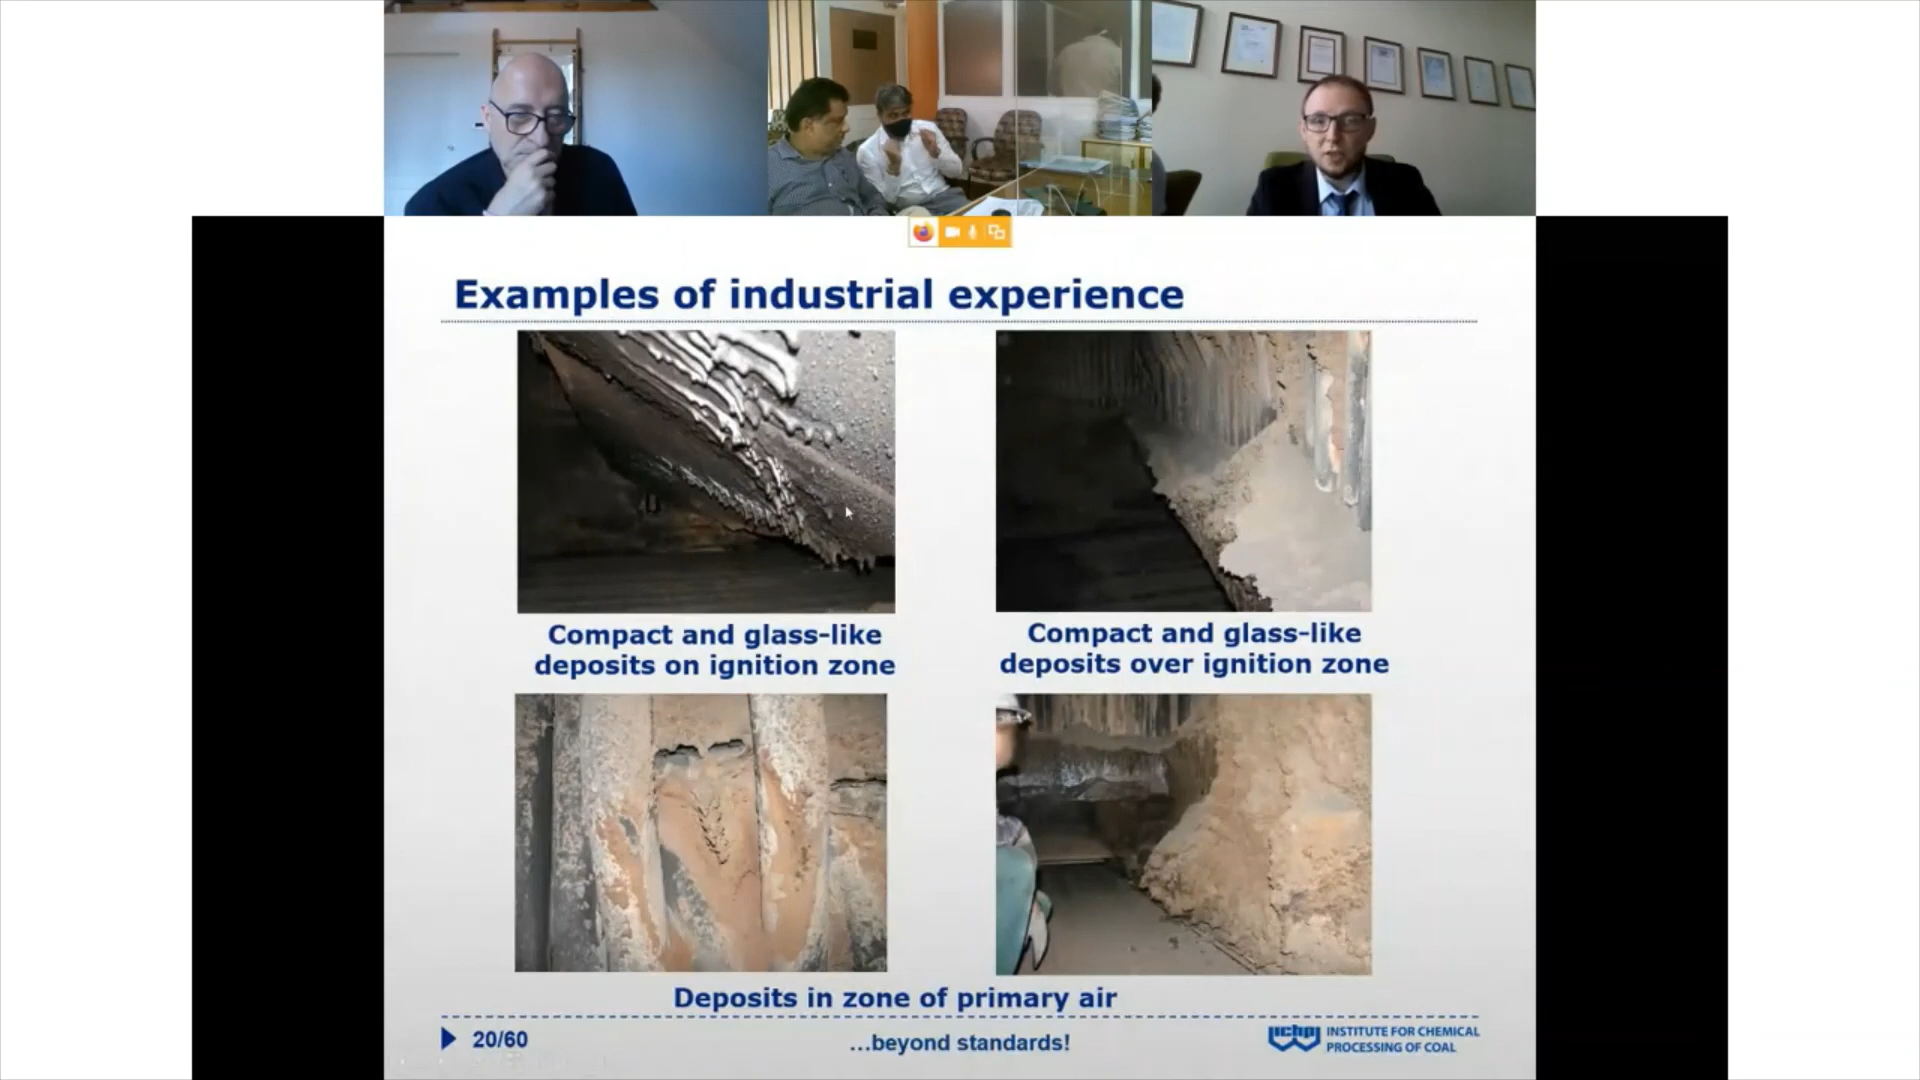 Examples of industrial experience
Compact and glass-like
deposits on ignition zone
Compact and glass-like
deposits over ignition zone
Deposits in zone of primary air
20/60
...beyond standards!
ichpw
INSTITUTE FOR CHEMICAL
PROCESSING OF COAL